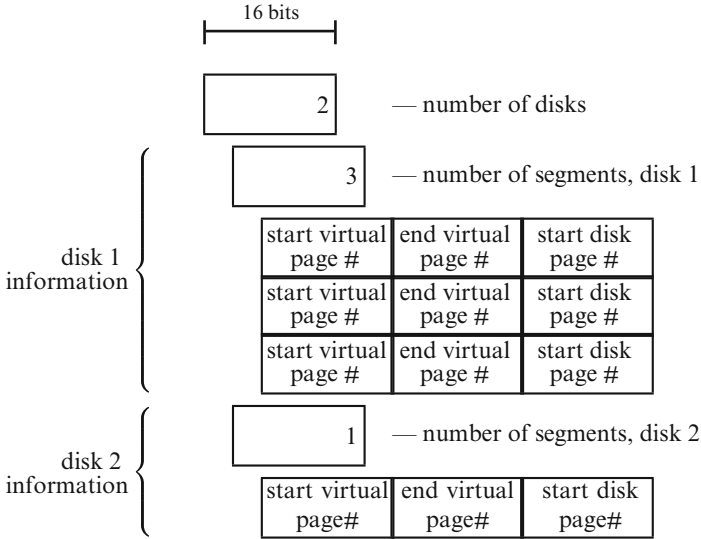 16 bits
2 — number of disks
3 — number of segments, disk 1
disk 1
information
start virtual end virtual start disk
page # page # page #
start virtual end virtual start disk
page # page # page #
start virtual end virtual start disk
page # page # page #
1 — number of segments, disk 2
disk 2
information
start virtual end virtual start disk
page# page# page#